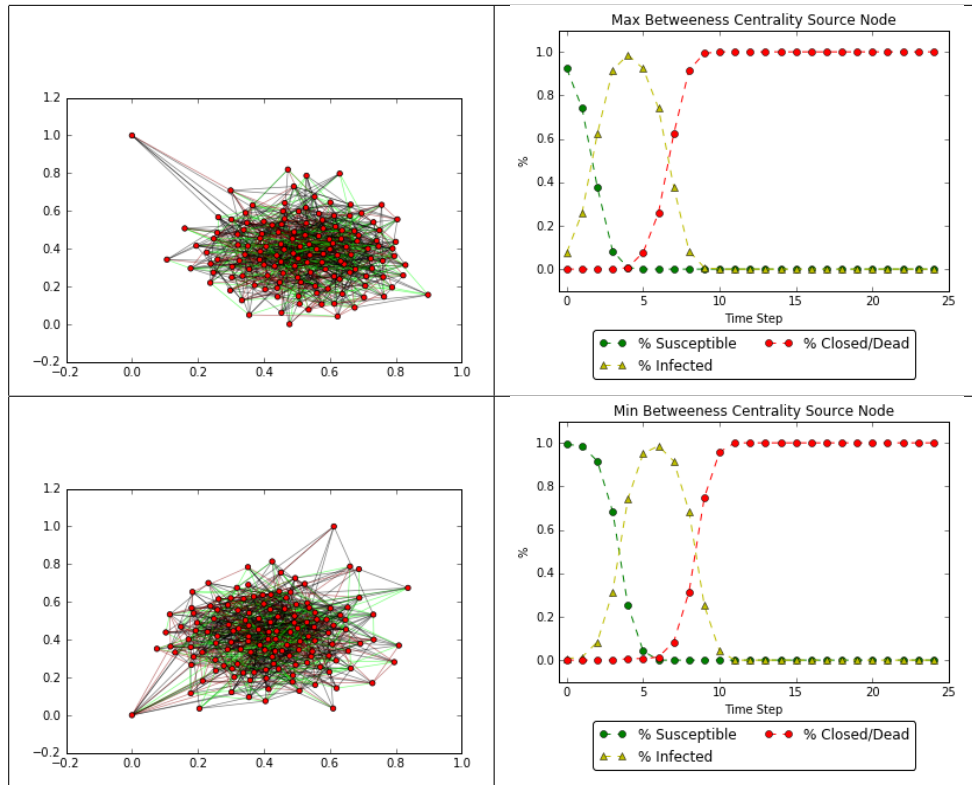 Max Betweeness Centrality Source Node
1.2
1.0
0.8
0.6
0.4
0.2
0.0
−0.2
−0.2 0.0 0.2 0.4 0.6 0.8 1.0
1.0
0.8
0.6
0.4
0.2
0.0
%
0 5 10 15 20 25
Time Step
% Susceptible % Closed/Dead
% Infected
Min Betweeness Centrality Source Node
1.2
1.0
0.8
0.6
0.4
0.2
0.0
−0.2
−0.2 0.0 0.2 0.4 0.6 0.8 1.0
1.0
0.8
0.6
0.4
0.2
0.0
%
0 5 10 15 20 25
Time Step
% Susceptible % Closed/Dead
% Infected